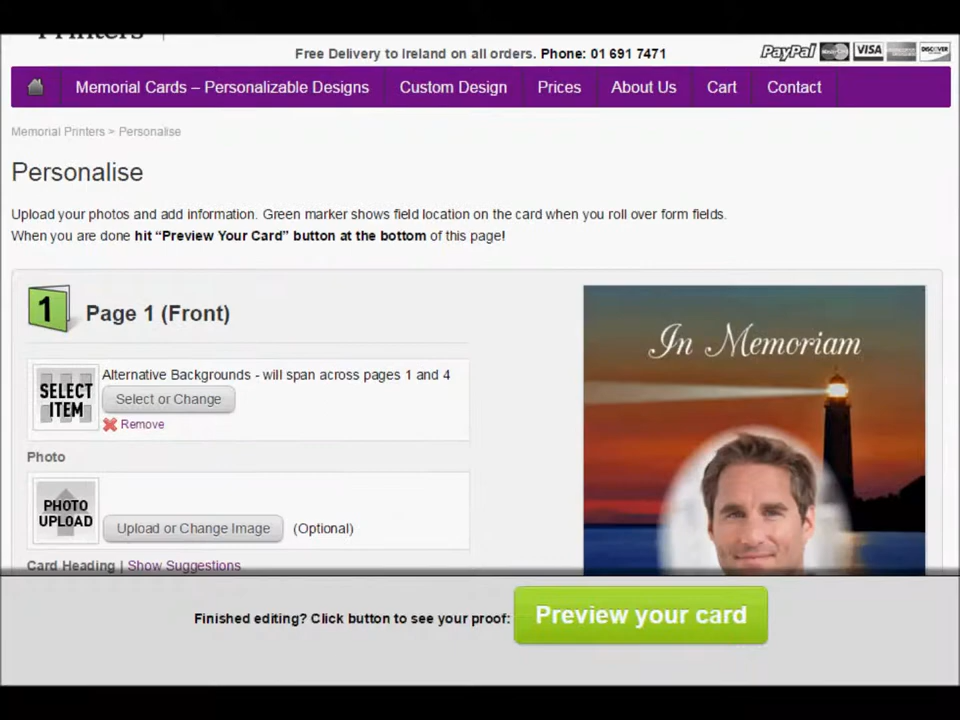 Printers
Free Delivery to Ireland on all orders. Phone: 01 691 7471
PayPal VISA DISCOVER
Memorial Cards – Personalizable Designs Custom Design Prices About Us Cart Contact
Memorial Printers > Personalise
Personalise
Upload your photos and add information. Green marker shows field location on the card when you roll over form fields.
When you are done hit “Preview Your Card” button at the bottom of this page!
1 Page 1 (Front)
In Memoriam
SELECT
ITEM
Alternative Backgrounds - will span across pages 1 and 4
Select or Change
Remove
Photo
PHOTO
UPLOAD
Upload or Change Image (Optional)
Card Heading | Show Suggestions
Finished editing? Click button to see your proof: Preview your card